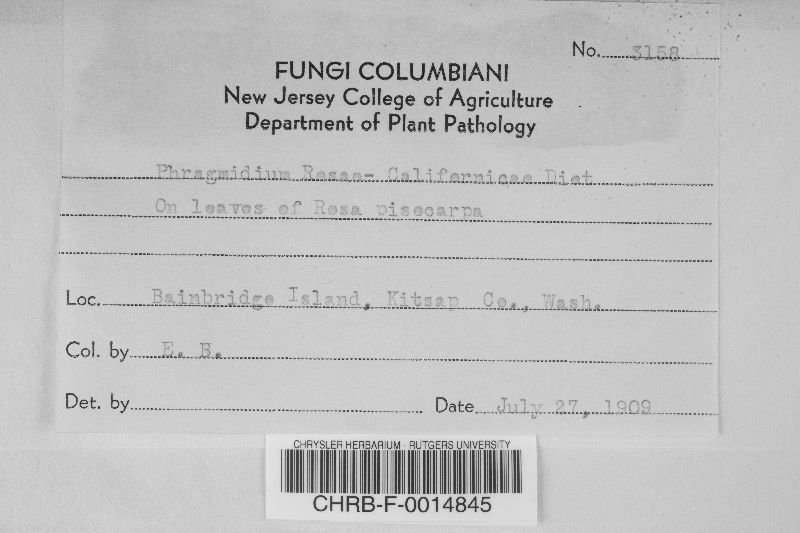 No. 3158
FUNGI COLUMBIANI
New Jersey College of Agriculture
Department of Plant Pathology
Phragmidium Rosae- Californicae Diet
On leaves of Rosa pisocarpa
Loc. Bainbridge Island, Kitsap Co., Wash.
Col. by E. B.
Det. by
Date July 27, 1909
CHRYSLER HERBARIUM - RUTGERS UNIVERSITY
CHRB-F-0014845